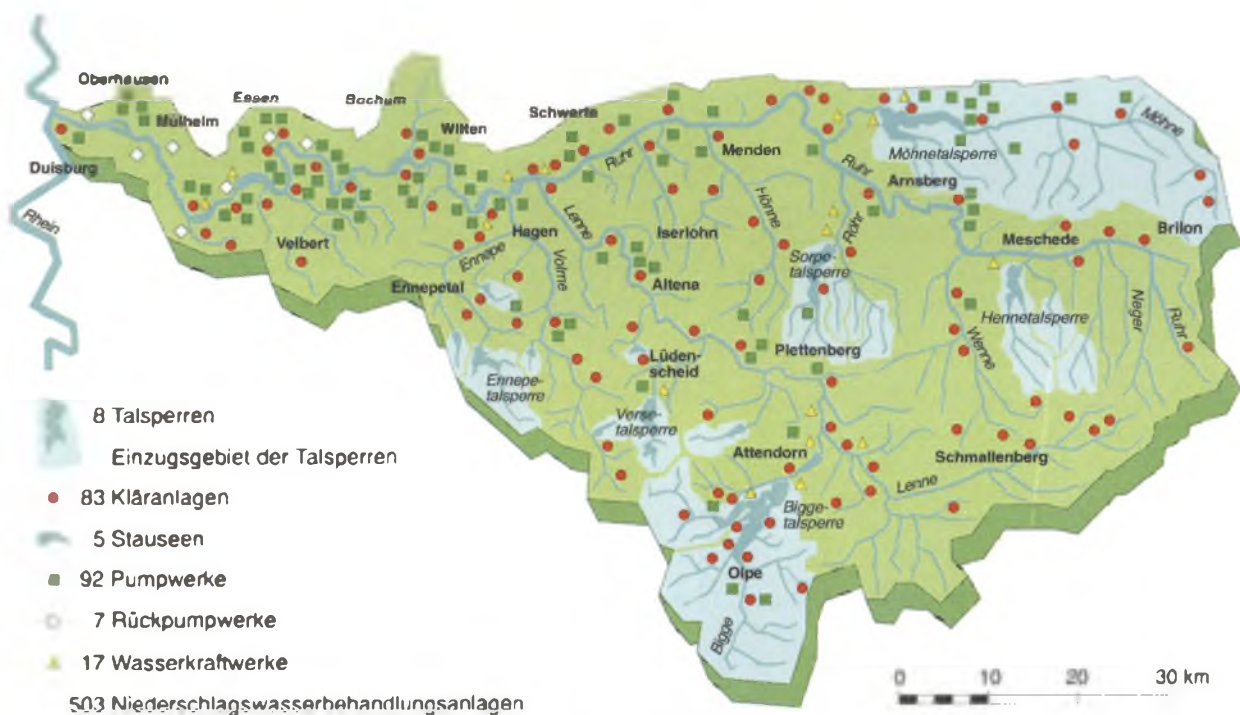 Oberhausen
Mülheim
Essen
Bochum
Witten
Schwerte
Duisburg
Rhein
Velbert
Hagen
Ennepe
Ennepetal
Volme
Lenne
Ruhr
Iserlohn
Altena
Menden
Hönne
Ruhr
Röhr
Möhnetalsperre
Möhne
Arnsberg
Meschede
Brilon
Sorpe-
talsperre
Hennetalsperre
Neger
Ruhr
Wenne
Plettenberg
Lüden-
scheid
Ennepe-
talsperre
Verse-
talsperre
Attendorn
Schmallenberg
Lenne
Bigge-
talsperre
Olpe
Bigge
8 Talsperren
Einzugsgebiet der Talsperren
83 Kläranlagen
5 Stauseen
92 Pumpwerke
7 Rückpumpwerke
17 Wasserkraftwerke
503 Niederschlagswasserbehandlungsanlagen
0 10 20 30 km